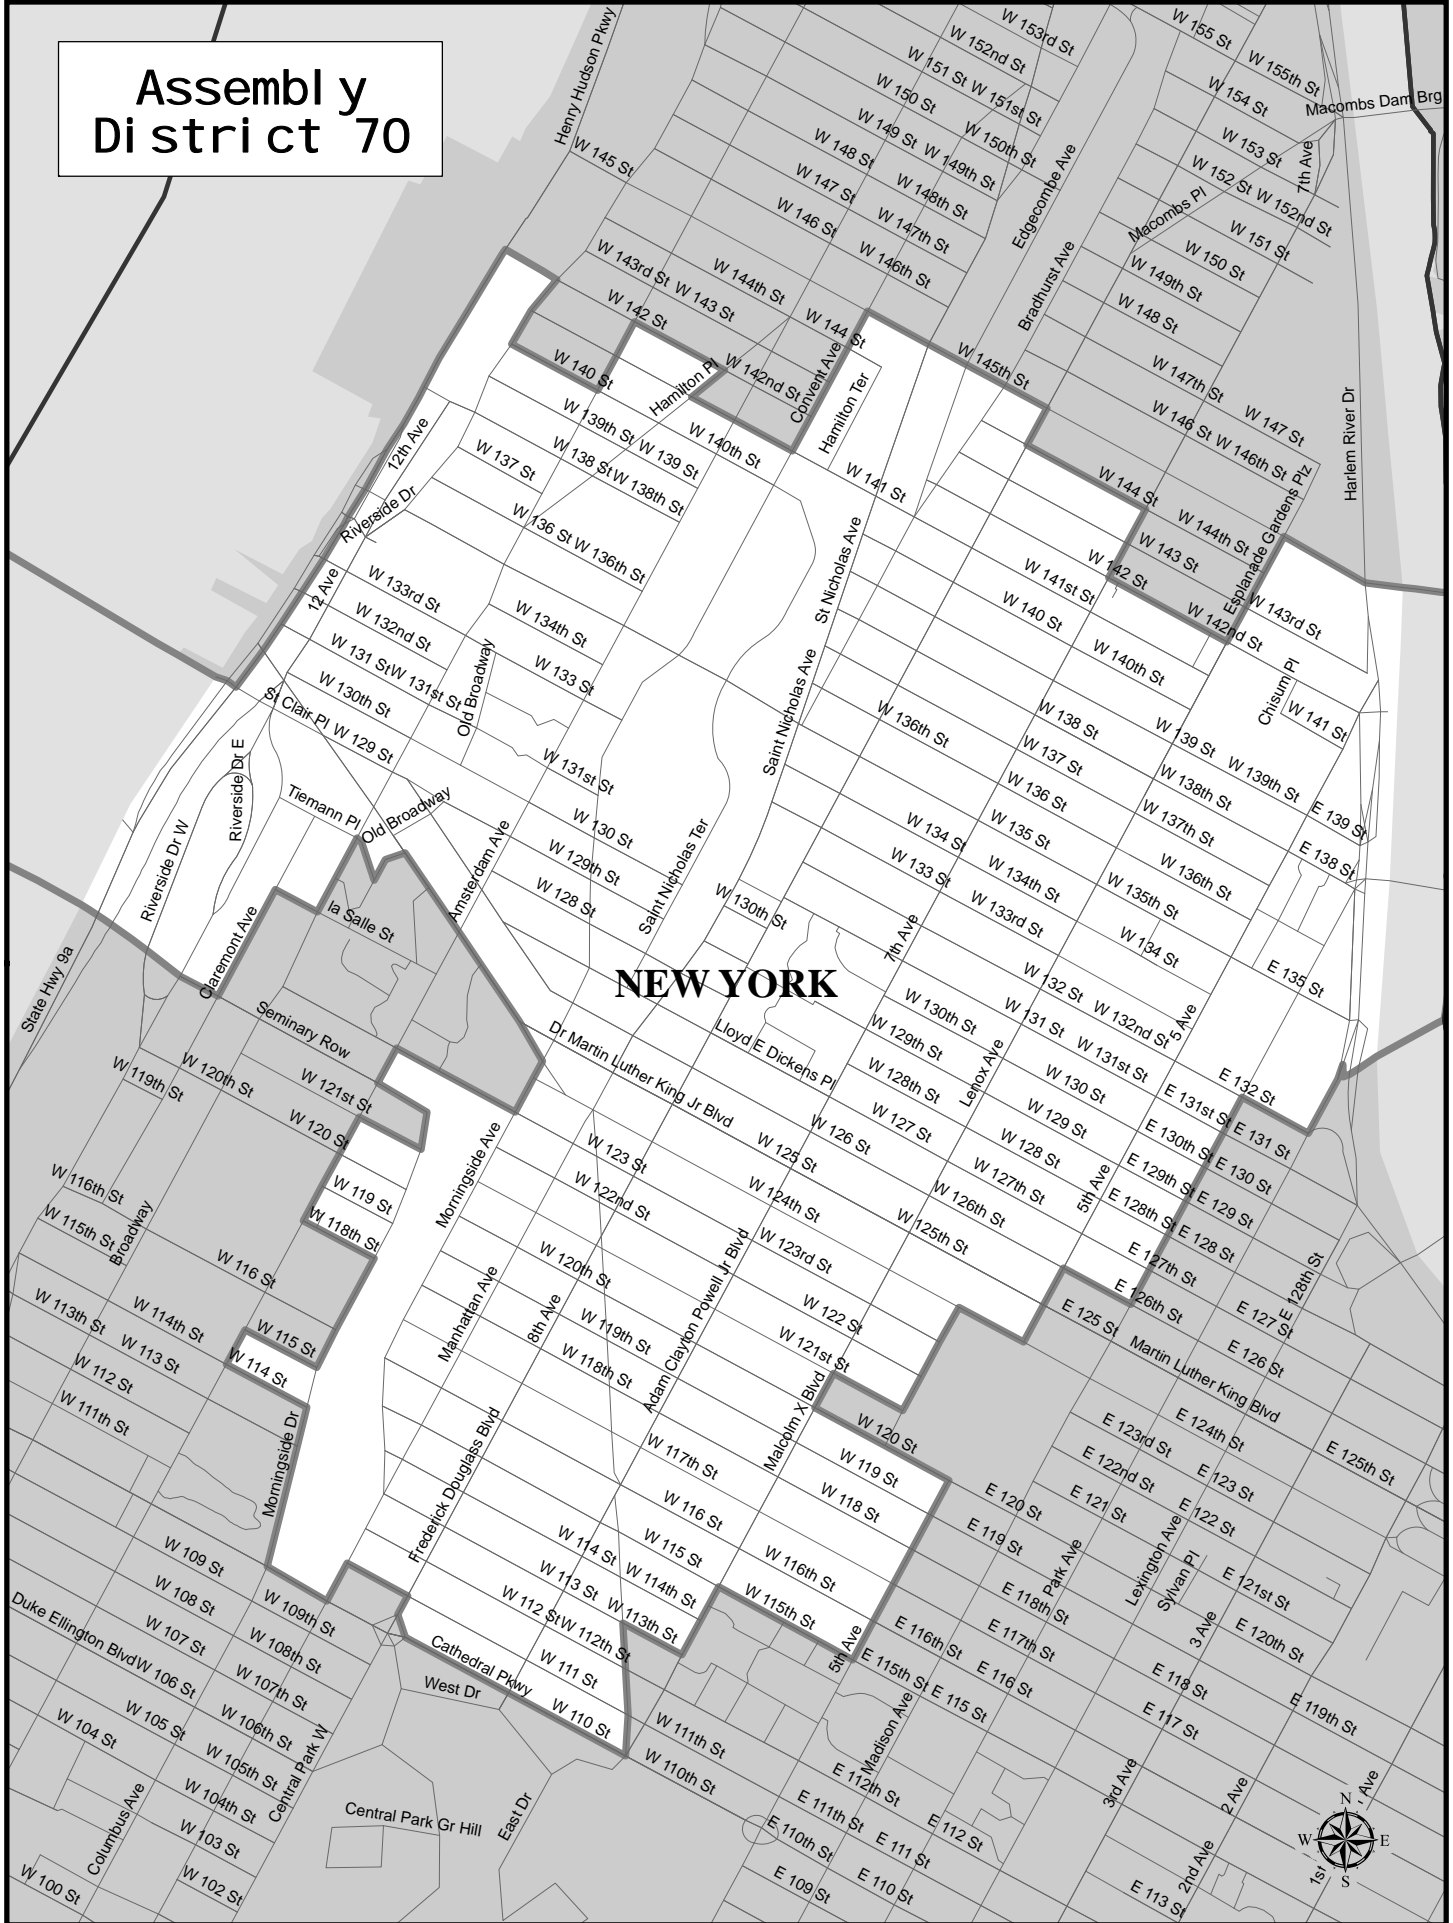 Assembly
District 70
Henry Hudson Pkwy
W 153rd St
W 155 St
W 152nd St
W 155th St
W 151 St
W 151st St
W 154 St
Macombs Dam Brg
W 150 St
W 150th St
W 153 St
7th Ave
W 149 St
W 149th St
W 152 St
W 152nd St
W 145 St
W 148 St
W 148th St
Edgecombe Ave
Macombs Pl
W 151 St
W 147 St
W 147th St
W 150 St
W 146 St
W 146th St
W 149th St
W 143rd St
W 144th St
Bradhurst Ave
W 148 St
W 143 St
W 142 St
W 144 St
W 145th St
W 147th St
W 147 St
W 140 St
Hamilton Pl
W 142nd St
Convent Ave
Hamilton Ter
W 146 St
W 146th St
Harlem River Dr
W 139th St
W 139 St
W 140th St
12th Ave
W 137 St
W 138 St
W 138th St
W 141 St
W 144 St
W 144th St
Esplanade Gardens Plz
Riverside Dr
W 136 St
W 136th St
St Nicholas Ave
W 143 St
W 142 St
W 141st St
12 Ave
W 133rd St
W 134th St
W 140 St
W 142nd St
W 143rd St
W 132nd St
W 140th St
W 131 St
W 131st St
Old Broadway
W 133 St
Saint Nicholas Ave
Chisum Pl
W 141 St
W 130th St
St Clair Pl
W 129 St
W 136th St
W 138 St
W 139 St
W 139th St
Riverside Dr E
W 131st St
W 137 St
W 138th St
E 139 St
Tiemann Pl
Old Broadway
W 130 St
W 136 St
W 137th St
E 138 St
Riverside Dr W
Amsterdam Ave
W 129th St
Saint Nicholas Ter
W 134 St
W 135 St
W 136th St
W 128 St
W 133 St
W 134th St
W 135th St
la Salle St
W 130th St
W 133rd St
W 134 St
Claremont Ave
7th Ave
State Hwy 9a
NEW YORK
W 132 St
E 135 St
Seminary Row
Dr Martin Luther King Jr Blvd
Lloyd E Dickens Pl
W 130th St
W 131 St
W 132nd St
5 Ave
W 129th St
W 131st St
W 119th St
W 120th St
W 121st St
W 128th St
Lenox Ave
W 130 St
E 132 St
W 120 St
W 127 St
W 129 St
E 131st St
E 131 St
W 126 St
W 128 St
E 130th St
E 130 St
W 123 St
W 125 St
W 127th St
E 129th St
E 129 St
W 116th St
W 119 St
Morningside Ave
W 122nd St
W 124th St
W 126th St
5th Ave
E 128th St
E 128 St
W 115th St
Broadway
W 118th St
W 125th St
E 127th St
E 128th St
W 116 St
W 120th St
W 123rd St
E 126th St
E 127 St
W 113th St
W 114th St
Manhattan Ave
8th Ave
Adam Clayton Powell Jr Blvd
W 122 St
E 125 St
E 126 St
W 113 St
W 115 St
W 119th St
W 121st St
Martin Luther King Blvd
W 112 St
W 114 St
W 118th St
Malcolm X Blvd
W 111th St
W 120 St
E 123rd St
E 124th St
E 125th St
Morningside Dr
Frederick Douglass Blvd
W 117th St
W 119 St
E 122nd St
E 123 St
W 116 St
W 118 St
E 120 St
E 121 St
E 122 St
W 109 St
W 114 St
W 115 St
E 119 St
Lexington Ave
W 108 St
W 113 St
W 114th St
W 116th St
Park Ave
Sylvan Pl
E 121st St
Duke Ellington Blvd
W 109th St
W 112 St
W 113th St
W 115th St
E 118th St
3 Ave
E 120th St
W 107 St
W 108th St
W 112th St
E 116th St
E 117th St
W 106 St
W 107th St
Cathedral Pkwy
W 111 St
5th Ave
E 115th St
E 116 St
E 118 St
W 105 St
W 106th St
West Dr
W 110 St
Madison Ave
E 115 St
E 117 St
E 119th St
W 104 St
W 105th St
Central Park W
W 111th St
W 104th St
W 110th St
E 112th St
3rd Ave
2 Ave
1 Ave
Columbus Ave
W 103 St
Central Park Gr Hill
East Dr
E 111th St
E 112 St
N
W
E
S
W 102 St
E 110th St
E 111 St
W 100 St
E 109 St
E 110 St
E 113 St
2nd Ave
1st